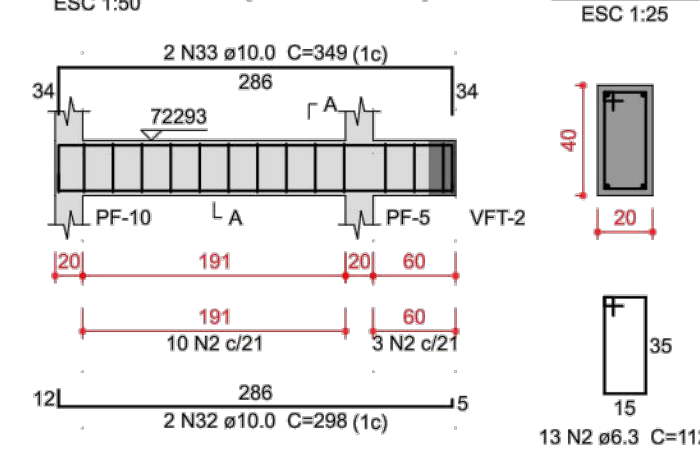 ESC 1:50
ESC 1:25
2 N33 ø10.0 C=349 (1c)
34
286
34
A
72293
40
PF-10
A
PF-5
VFT-2
20
20
191
20
60
191
60
10 N2 c/21
3 N2 c/21
35
12
286
5
15
2 N32 ø10.0 C=298 (1c)
13 N2 ø6.3